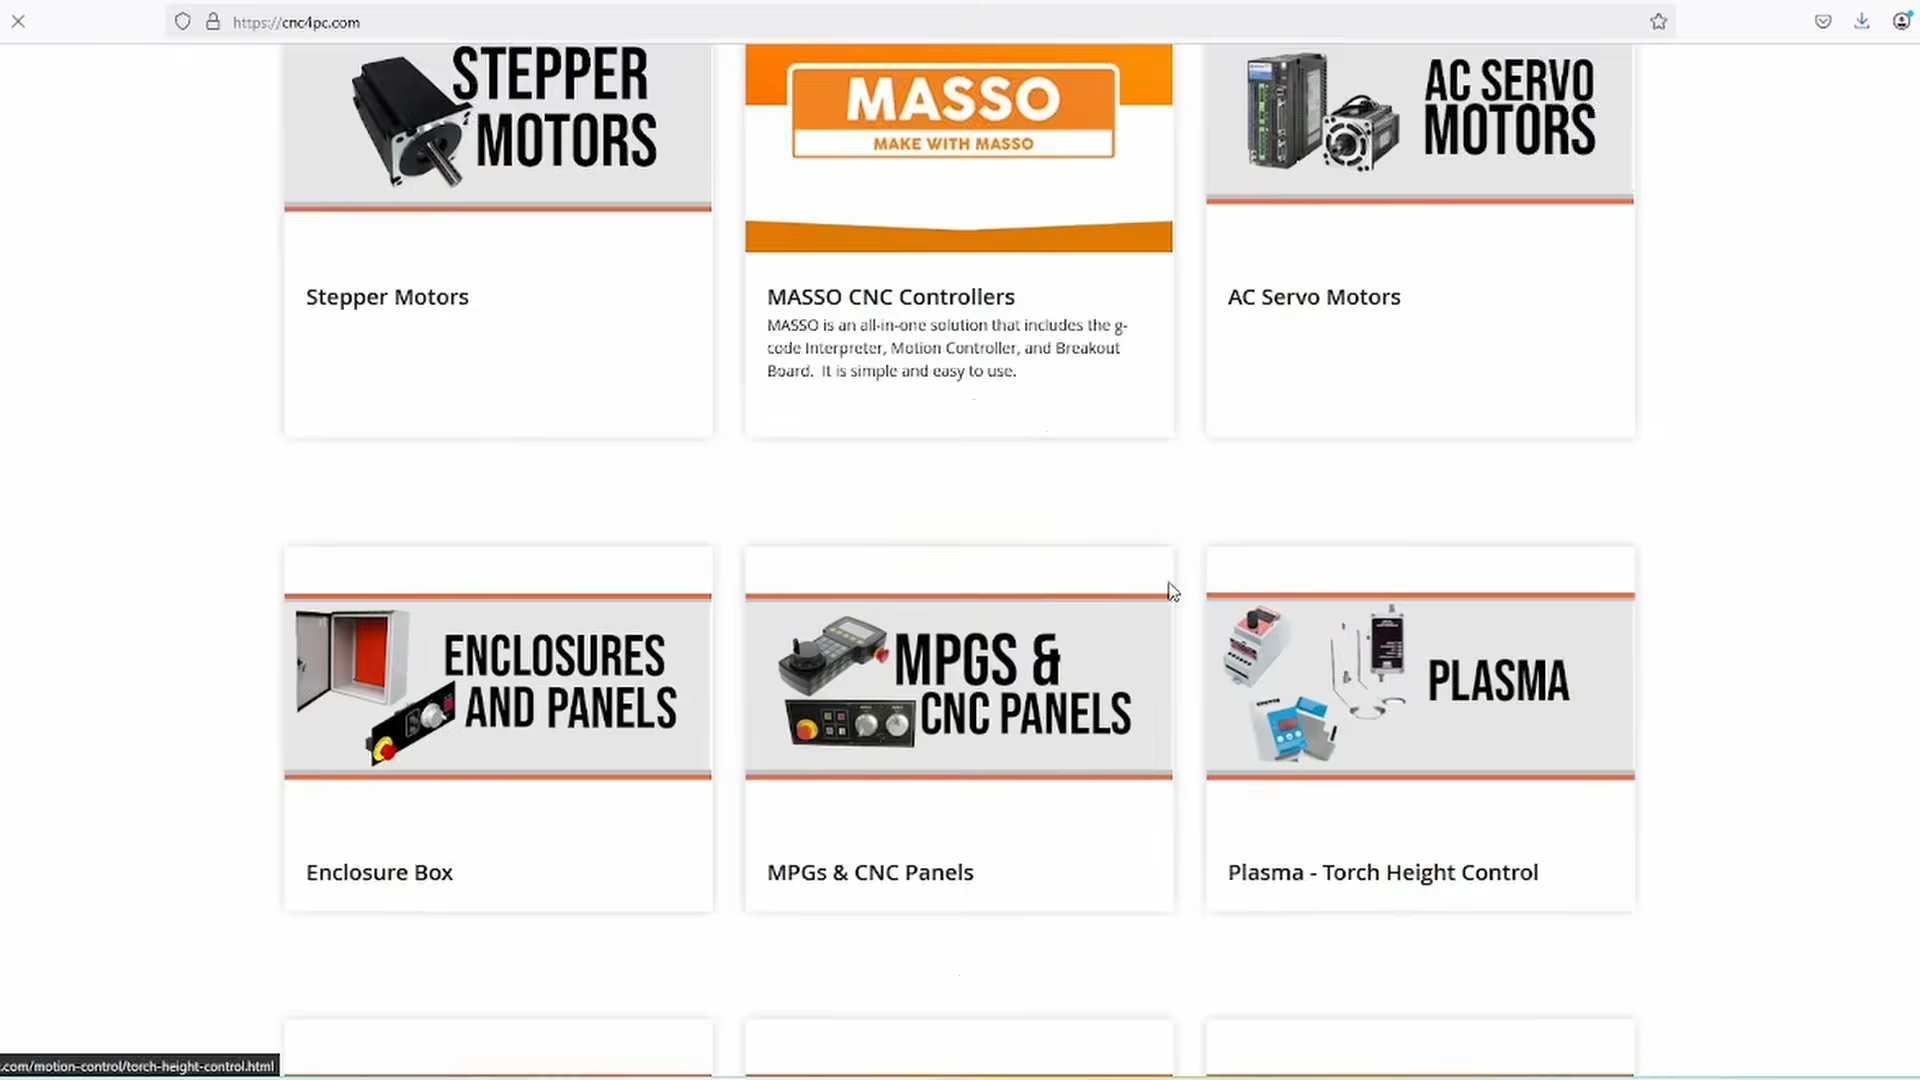 https://cnc4pc.com
STEPPER
MOTORS
MASSO
MAKE WITH MASSO
AC SERVO
MOTORS
Stepper Motors
MASSO CNC Controllers
MASSO is an all-in-one solution that includes the g-
code Interpreter, Motion Controller, and Breakout
Board. It is simple and easy to use.
AC Servo Motors
ENCLOSURES
AND PANELS
MPGS &
CNC PANELS
PLASMA
Enclosure Box
MPGs & CNC Panels
Plasma - Torch Height Control
.com/motion-control/torch-height-control.html